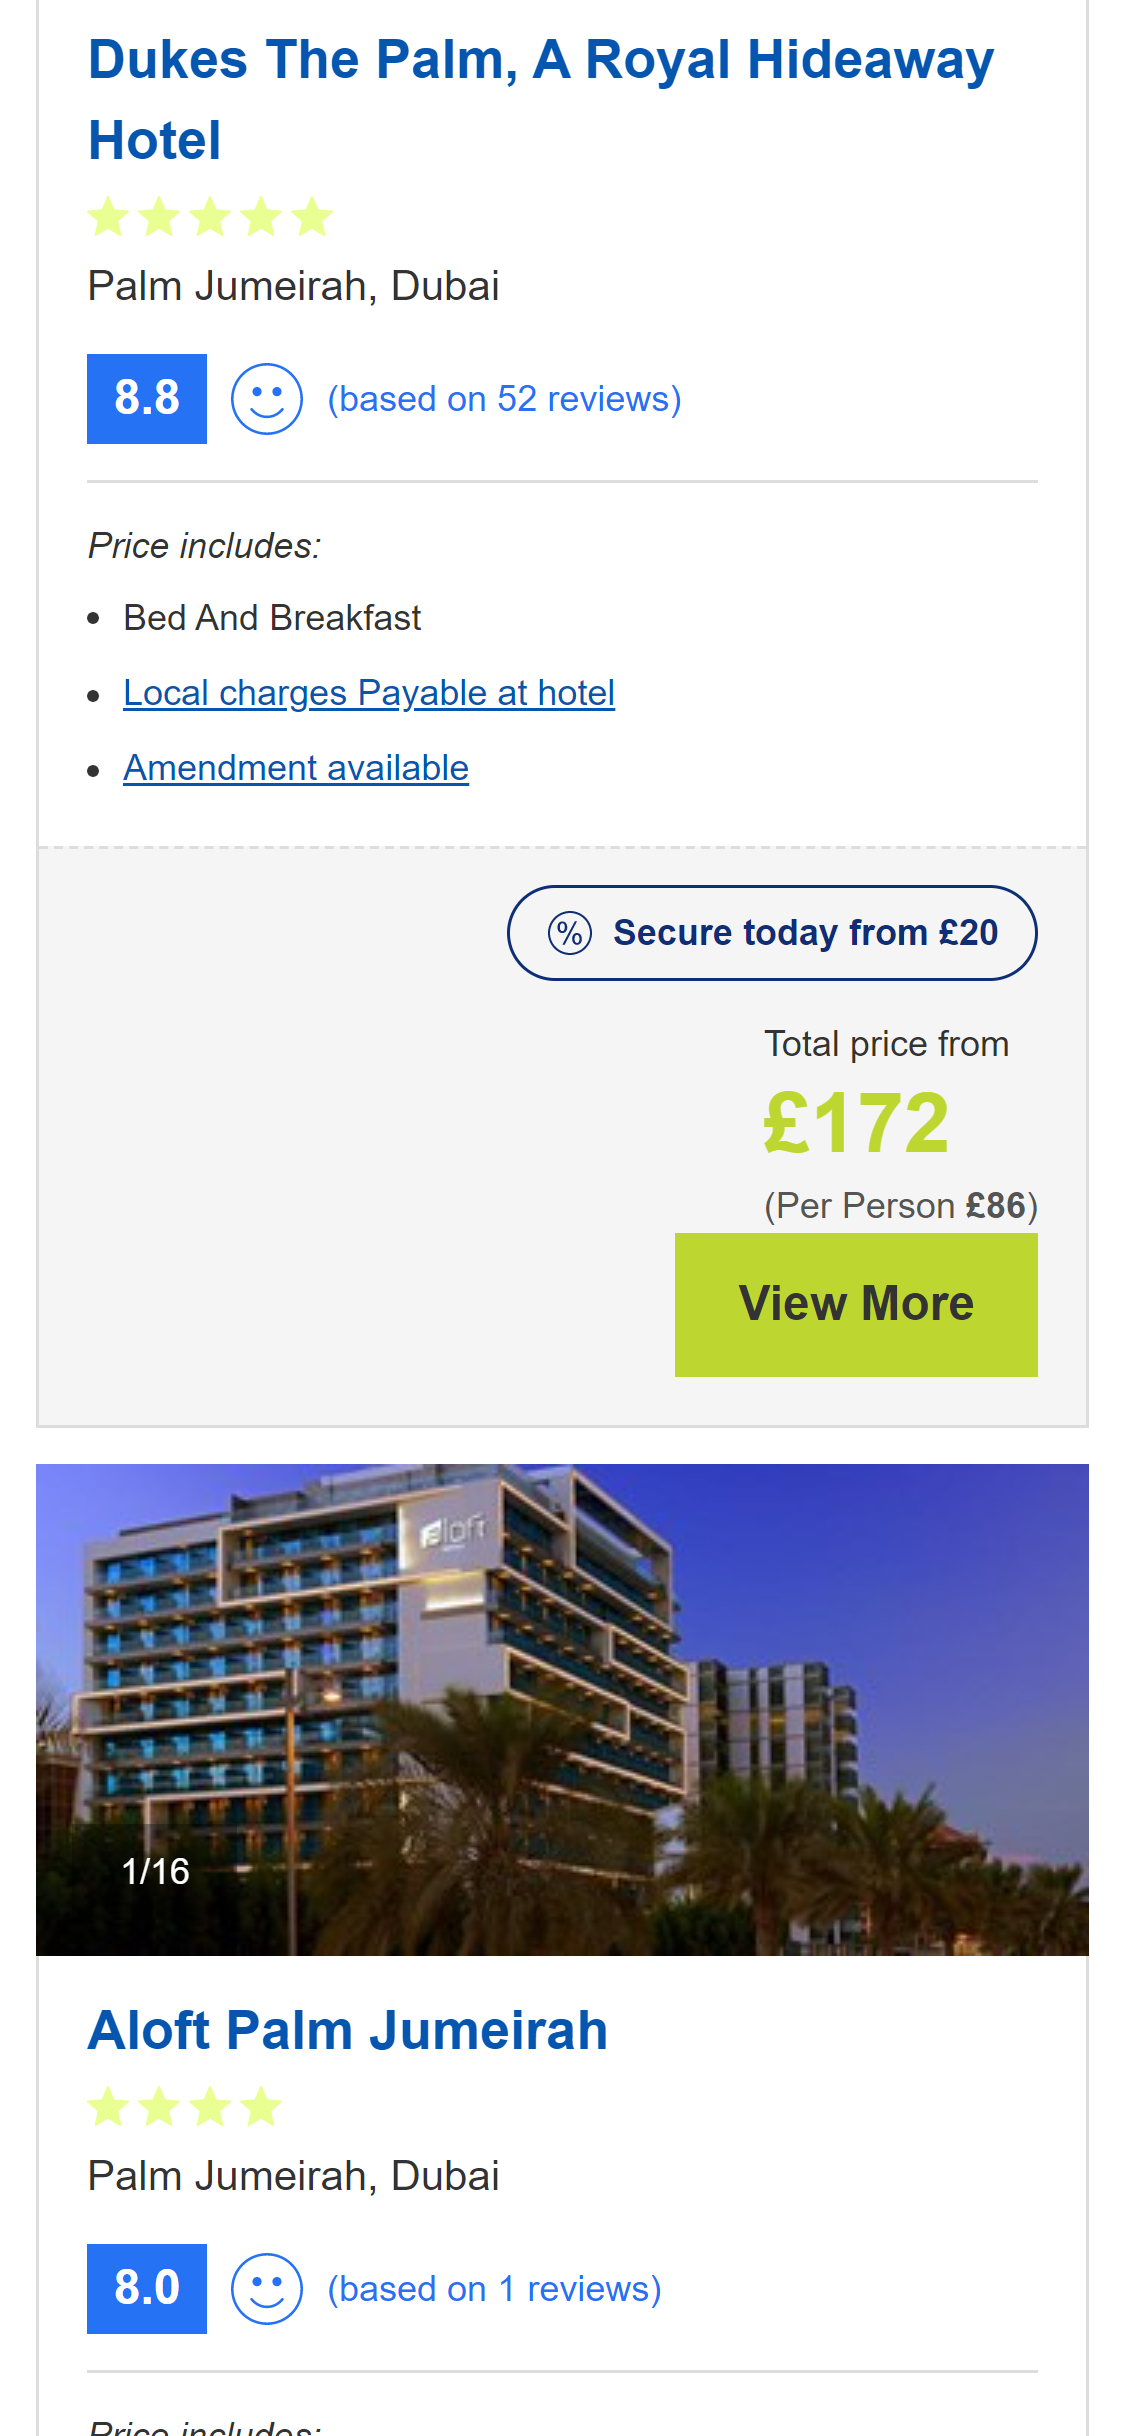 Dukes The Palm, A Royal Hideaway
Hotel
Palm Jumeirah, Dubai
8.8
(based on 52 reviews)
Price includes:
Bed And Breakfast
Local charges Payable at hotel
Amendment available
% Secure today from £20
Total price from
£172
(Per Person £86)
View More
aloft
1/16
Aloft Palm Jumeirah
Palm Jumeirah, Dubai
8.0
(based on 1 reviews)
Price includes: